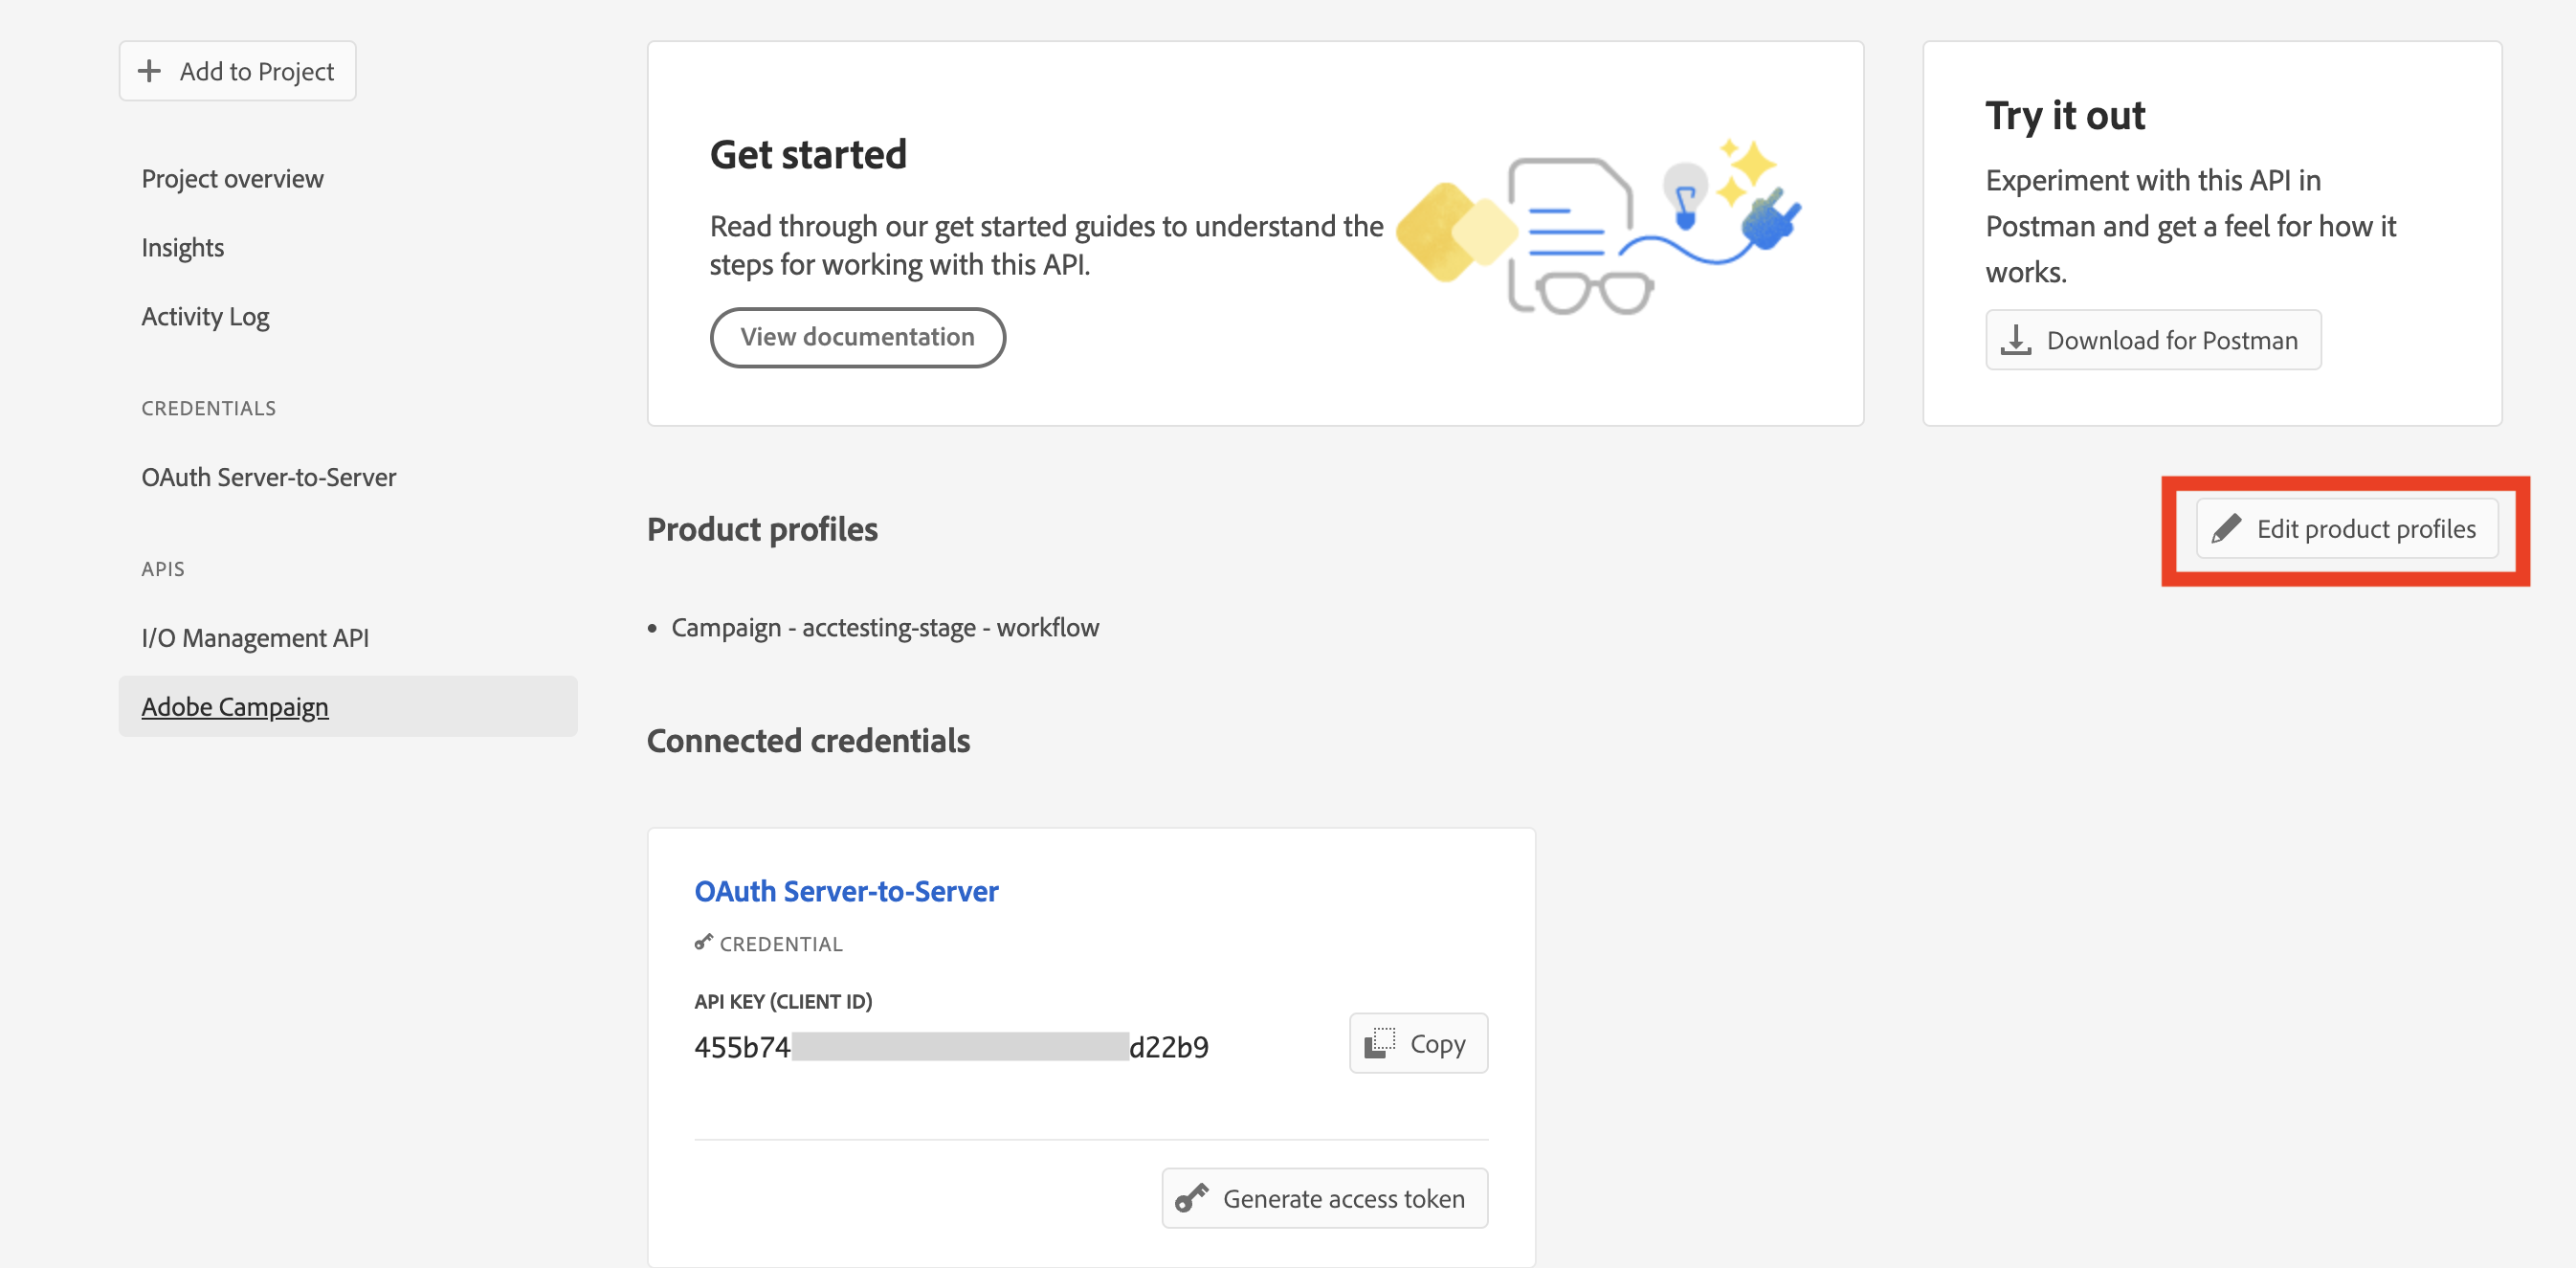 Add to Project
Project overview
Insights
Activity Log
CREDENTIALS
OAuth Server-to-Server
APIS
I/O Management API
Adobe Campaign
Get started
Read through our get started guides to understand the
steps for working with this API.
View documentation
Try it out
Experiment with this API in
Postman and get a feel for how it
works.
Download for Postman
Product profiles
Edit product profiles
• Campaign - acctesting-stage - workflow
Connected credentials
OAuth Server-to-Server
CREDENTIAL
API KEY (CLIENT ID)
455b74 d22b9
Copy
Generate access token